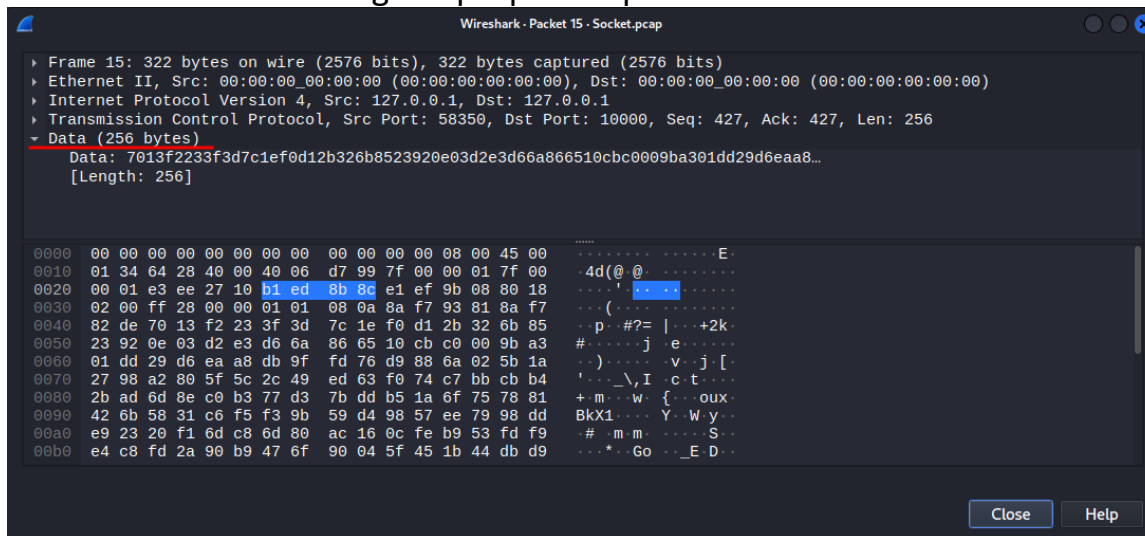 Wireshark · Packet 15 · Socket.pcap
Frame 15: 322 bytes on wire (2576 bits), 322 bytes captured (2576 bits)
Ethernet II, Src: 00:00:00_00:00:00 (00:00:00:00:00:00), Dst: 00:00:00_00:00:00 (00:00:00:00:00:00)
Internet Protocol Version 4, Src: 127.0.0.1, Dst: 127.0.0.1
Transmission Control Protocol, Src Port: 58350, Dst Port: 10000, Seq: 427, Ack: 427, Len: 256
Data (256 bytes)
Data: 7013f2233f3d7c1ef0d12b326b8523920e03d2e3d66a866510cbc0009ba301dd29d6eaa8…
[Length: 256]
0000 00 00 00 00 00 00 00 00 00 00 00 00 08 00 45 00 ········ ······E·
0010 01 34 64 28 40 00 40 06 d7 99 7f 00 00 01 7f 00 ·4d(@·@· ········
0020 00 01 e3 ee 27 10 b1 ed 8b 8c e1 ef 9b 08 80 18 ····'··· ········
0030 02 00 ff 28 00 00 01 01 08 0a 8a f7 93 81 8a f7 ···(···· ········
0040 82 de 70 13 f2 23 3f 3d 7c 1e f0 d1 2b 32 6b 85 ··p··#?= |···+2k·
0050 23 92 0e 03 d2 e3 d6 6a 86 65 10 cb c0 00 9b a3 #······j ·e······
0060 01 dd 29 d6 ea a8 db 9f fd 76 d9 88 6a 02 5b 1a ··)····· ·v··j·[·
0070 27 98 a2 80 5f 5c 2c 49 ed 63 f0 74 c7 bb cb b4 '···_\,I ·c·t····
0080 2b ad 6d 8e c0 b3 77 d3 7b dd b5 1a 6f 75 78 81 +·m···w· {···oux·
0090 42 6b 58 31 c6 f5 f3 9b 59 d4 98 57 ee 79 98 dd BkX1···· Y··W·y··
00a0 e9 23 20 f1 6d c8 6d 80 ac 16 0c fe b9 53 fd f9 ·# ·m·m· ·····S··
00b0 e4 c8 fd 2a 90 b9 47 6f 90 04 5f 45 1b 44 db d9 ···*··Go ··_E·D··
Close Help